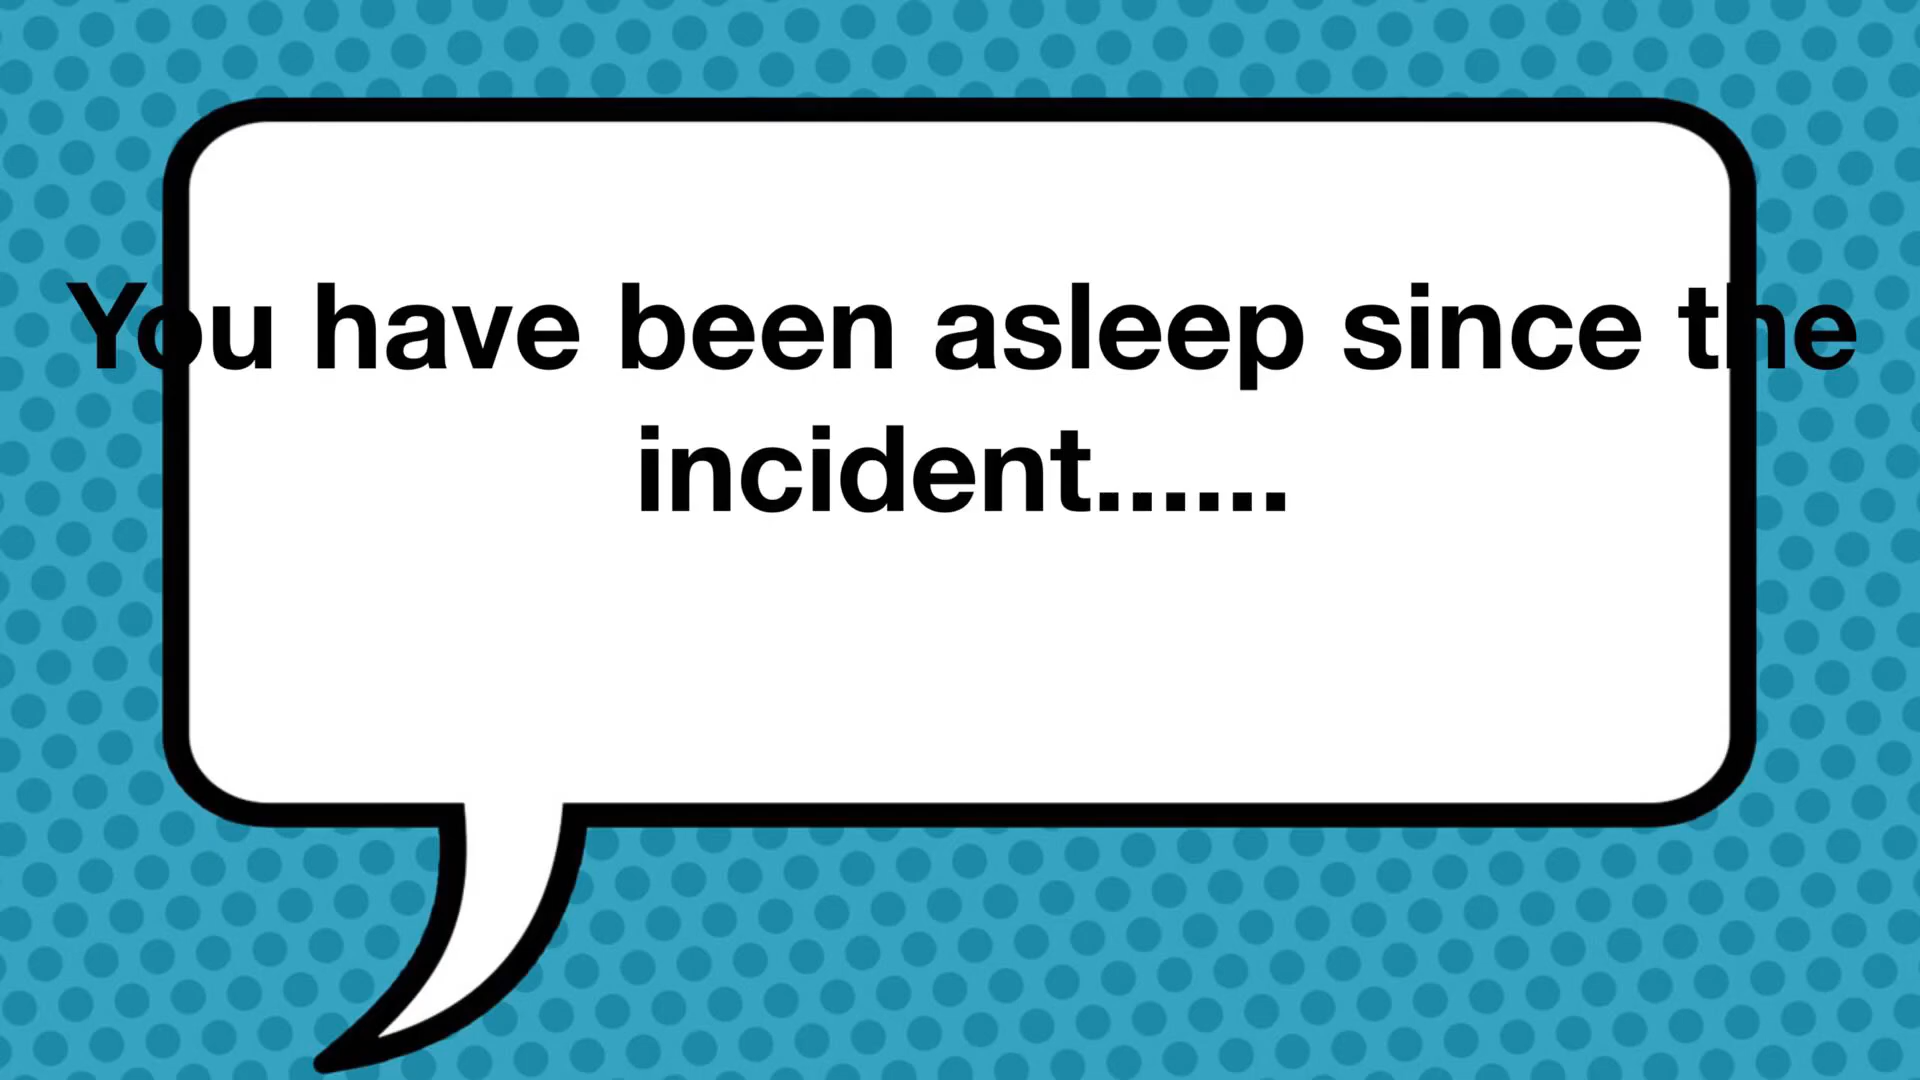 You have been asleep since the
incident......